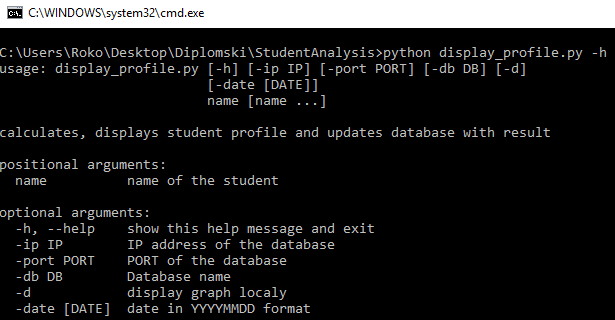 C:\WINDOWS\system32\cmd.exe
C:\Users\Roko\Desktop\Diplomski\StudentAnalysis>python display_profile.py -h
usage: display_profile.py [-h] [-ip IP] [-port PORT] [-db DB] [-d]
[-date [DATE]]
name [name ...]
calculates, displays student profile and updates database with result
positional arguments:
name name of the student
optional arguments:
-h, --help show this help message and exit
-ip IP IP address of the database
-port PORT PORT of the database
-db DB Database name
-d display graph localy
-date [DATE] date in YYYYMMDD format